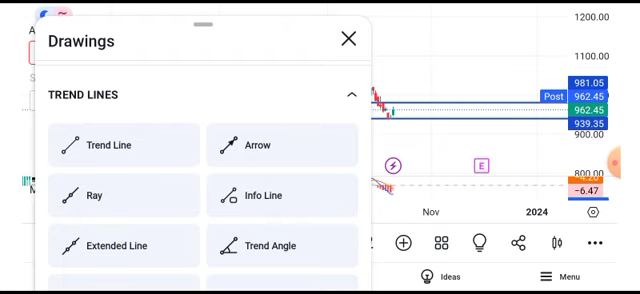 Drawings
TREND LINES
Trend Line
Arrow
Ray
Info Line
Extended Line
Trend Angle
1200.00
1100.00
981.05
Post 962.45
962.45
939.35
900.00
800.00
−6.47
E
Nov
2024
Ideas
Menu